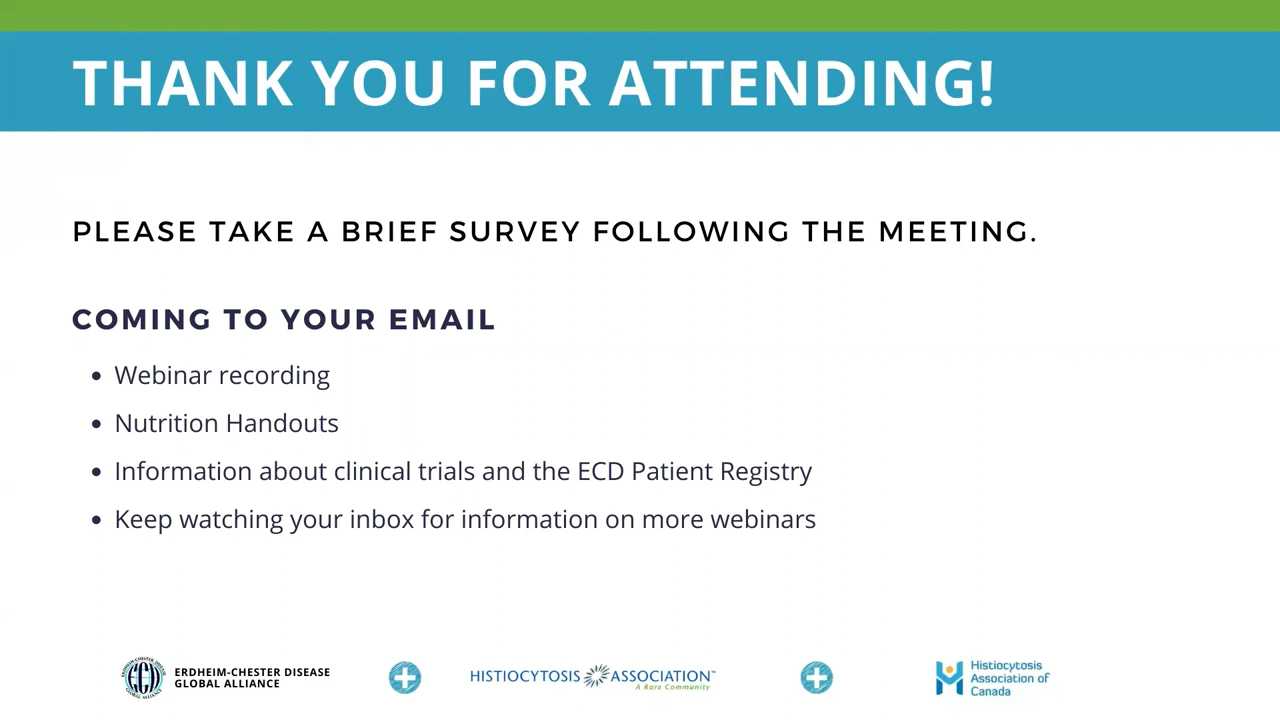 THANK YOU FOR ATTENDING!
PLEASE TAKE A BRIEF SURVEY FOLLOWING THE MEETING.
COMING TO YOUR EMAIL
• Webinar recording
• Nutrition Handouts
• Information about clinical trials and the ECD Patient Registry
• Keep watching your inbox for information on more webinars
ERDHEIM-CHESTER DISEASE
GLOBAL ALLIANCE
HISTIOCYTOSIS ASSOCIATION™
A Rare Community
Histiocytosis
Association of
Canada